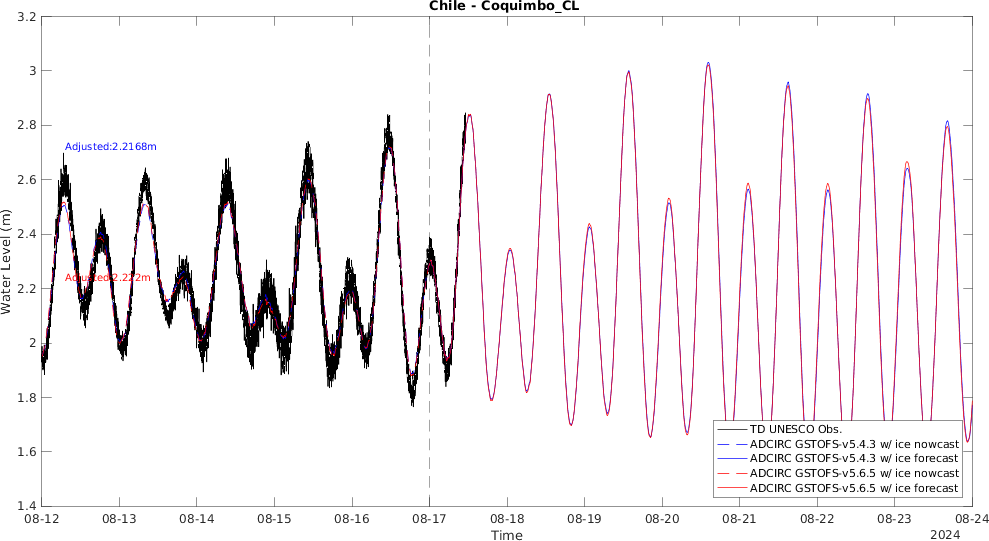 Chile - Coquimbo_CL
3.2
3
2.8
2.6
2.4
2.2
2
1.8
1.6
1.4
Water Level (m)
Adjusted:2.2168m
Adjusted:2.222m
TD UNESCO Obs.
ADCIRC GSTOFS-v5.4.3 w/ ice nowcast
ADCIRC GSTOFS-v5.4.3 w/ ice forecast
ADCIRC GSTOFS-v5.6.5 w/ ice nowcast
ADCIRC GSTOFS-v5.6.5 w/ ice forecast
08-12 08-13 08-14 08-15 08-16 08-17 08-18 08-19 08-20 08-21 08-22 08-23 08-24
Time
2024